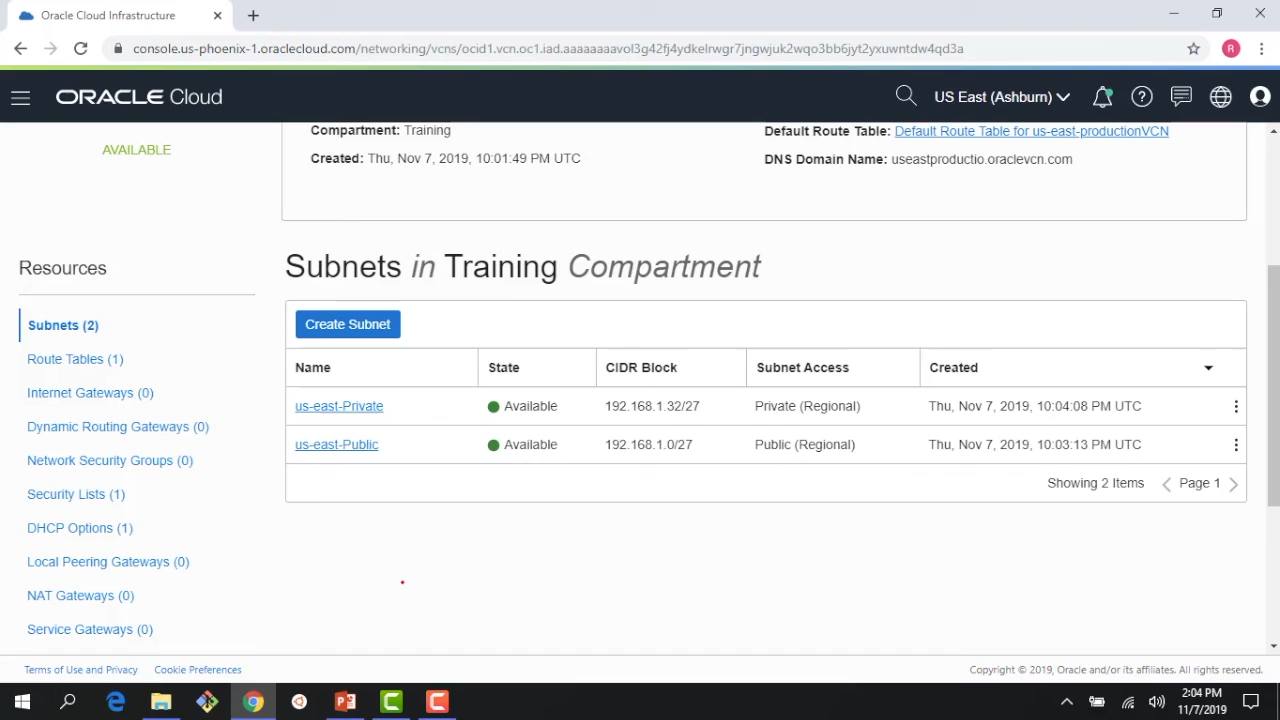 Oracle Cloud Infrastructure
console.us-phoenix-1.oraclecloud.com/networking/vcns/ocid1.vcn.oc1.iad.aaaaaaaavol3g42fj4ydkelrwgr7jngwjuk2wqo3bb6jyt2yxuwntdw4qd3a
R
ORACLE Cloud
US East (Ashburn)
AVAILABLE
Compartment: Training
Created: Thu, Nov 7, 2019, 10:01:49 PM UTC
Default Route Table: Default Route Table for us-east-productionVCN
DNS Domain Name: useastproductio.oraclevcn.com
Resources
Subnets (2)
Route Tables (1)
Internet Gateways (0)
Dynamic Routing Gateways (0)
Network Security Groups (0)
Security Lists (1)
DHCP Options (1)
Local Peering Gateways (0)
NAT Gateways (0)
Service Gateways (0)
Subnets in Training Compartment
Create Subnet
Name State CIDR Block Subnet Access Created
us-east-Private Available 192.168.1.32/27 Private (Regional) Thu, Nov 7, 2019, 10:04:08 PM UTC
us-east-Public Available 192.168.1.0/27 Public (Regional) Thu, Nov 7, 2019, 10:03:13 PM UTC
Showing 2 Items Page 1
Terms of Use and Privacy Cookie Preferences
Copyright © 2019, Oracle and/or its affiliates. All rights reserved.
2:04 PM
11/7/2019